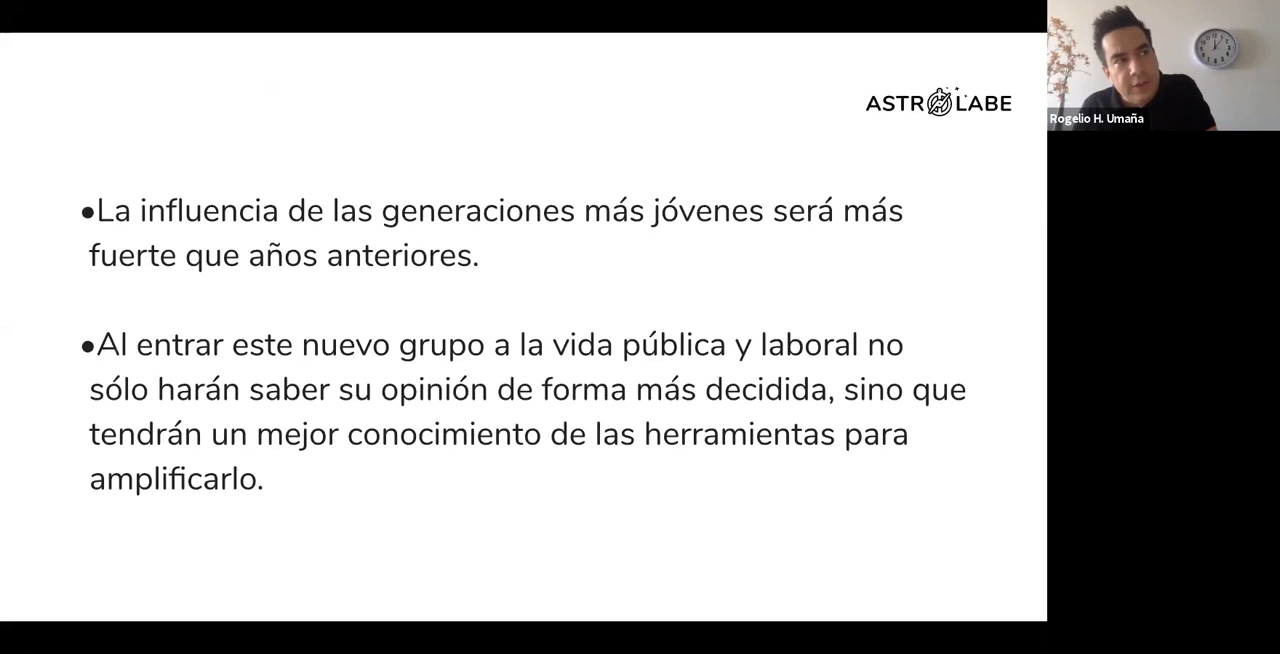 ASTROLABE
Rogelio H. Umaña
•La influencia de las generaciones más jóvenes será más
fuerte que años anteriores.
•Al entrar este nuevo grupo a la vida pública y laboral no
sólo harán saber su opinión de forma más decidida, sino que
tendrán un mejor conocimiento de las herramientas para
amplificarlo.